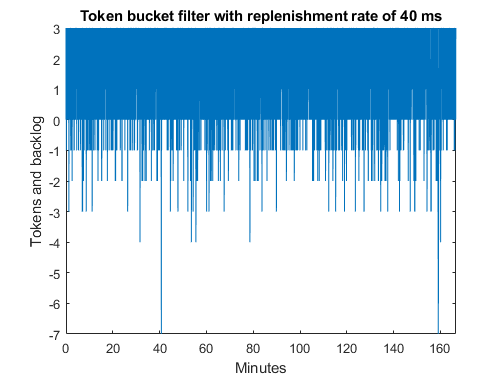 Token bucket filter with replenishment rate of 40 ms
3
2
1
0
-1
-2
-3
-4
-5
-6
-7
Tokens and backlog
0 20 40 60 80 100 120 140 160
Minutes